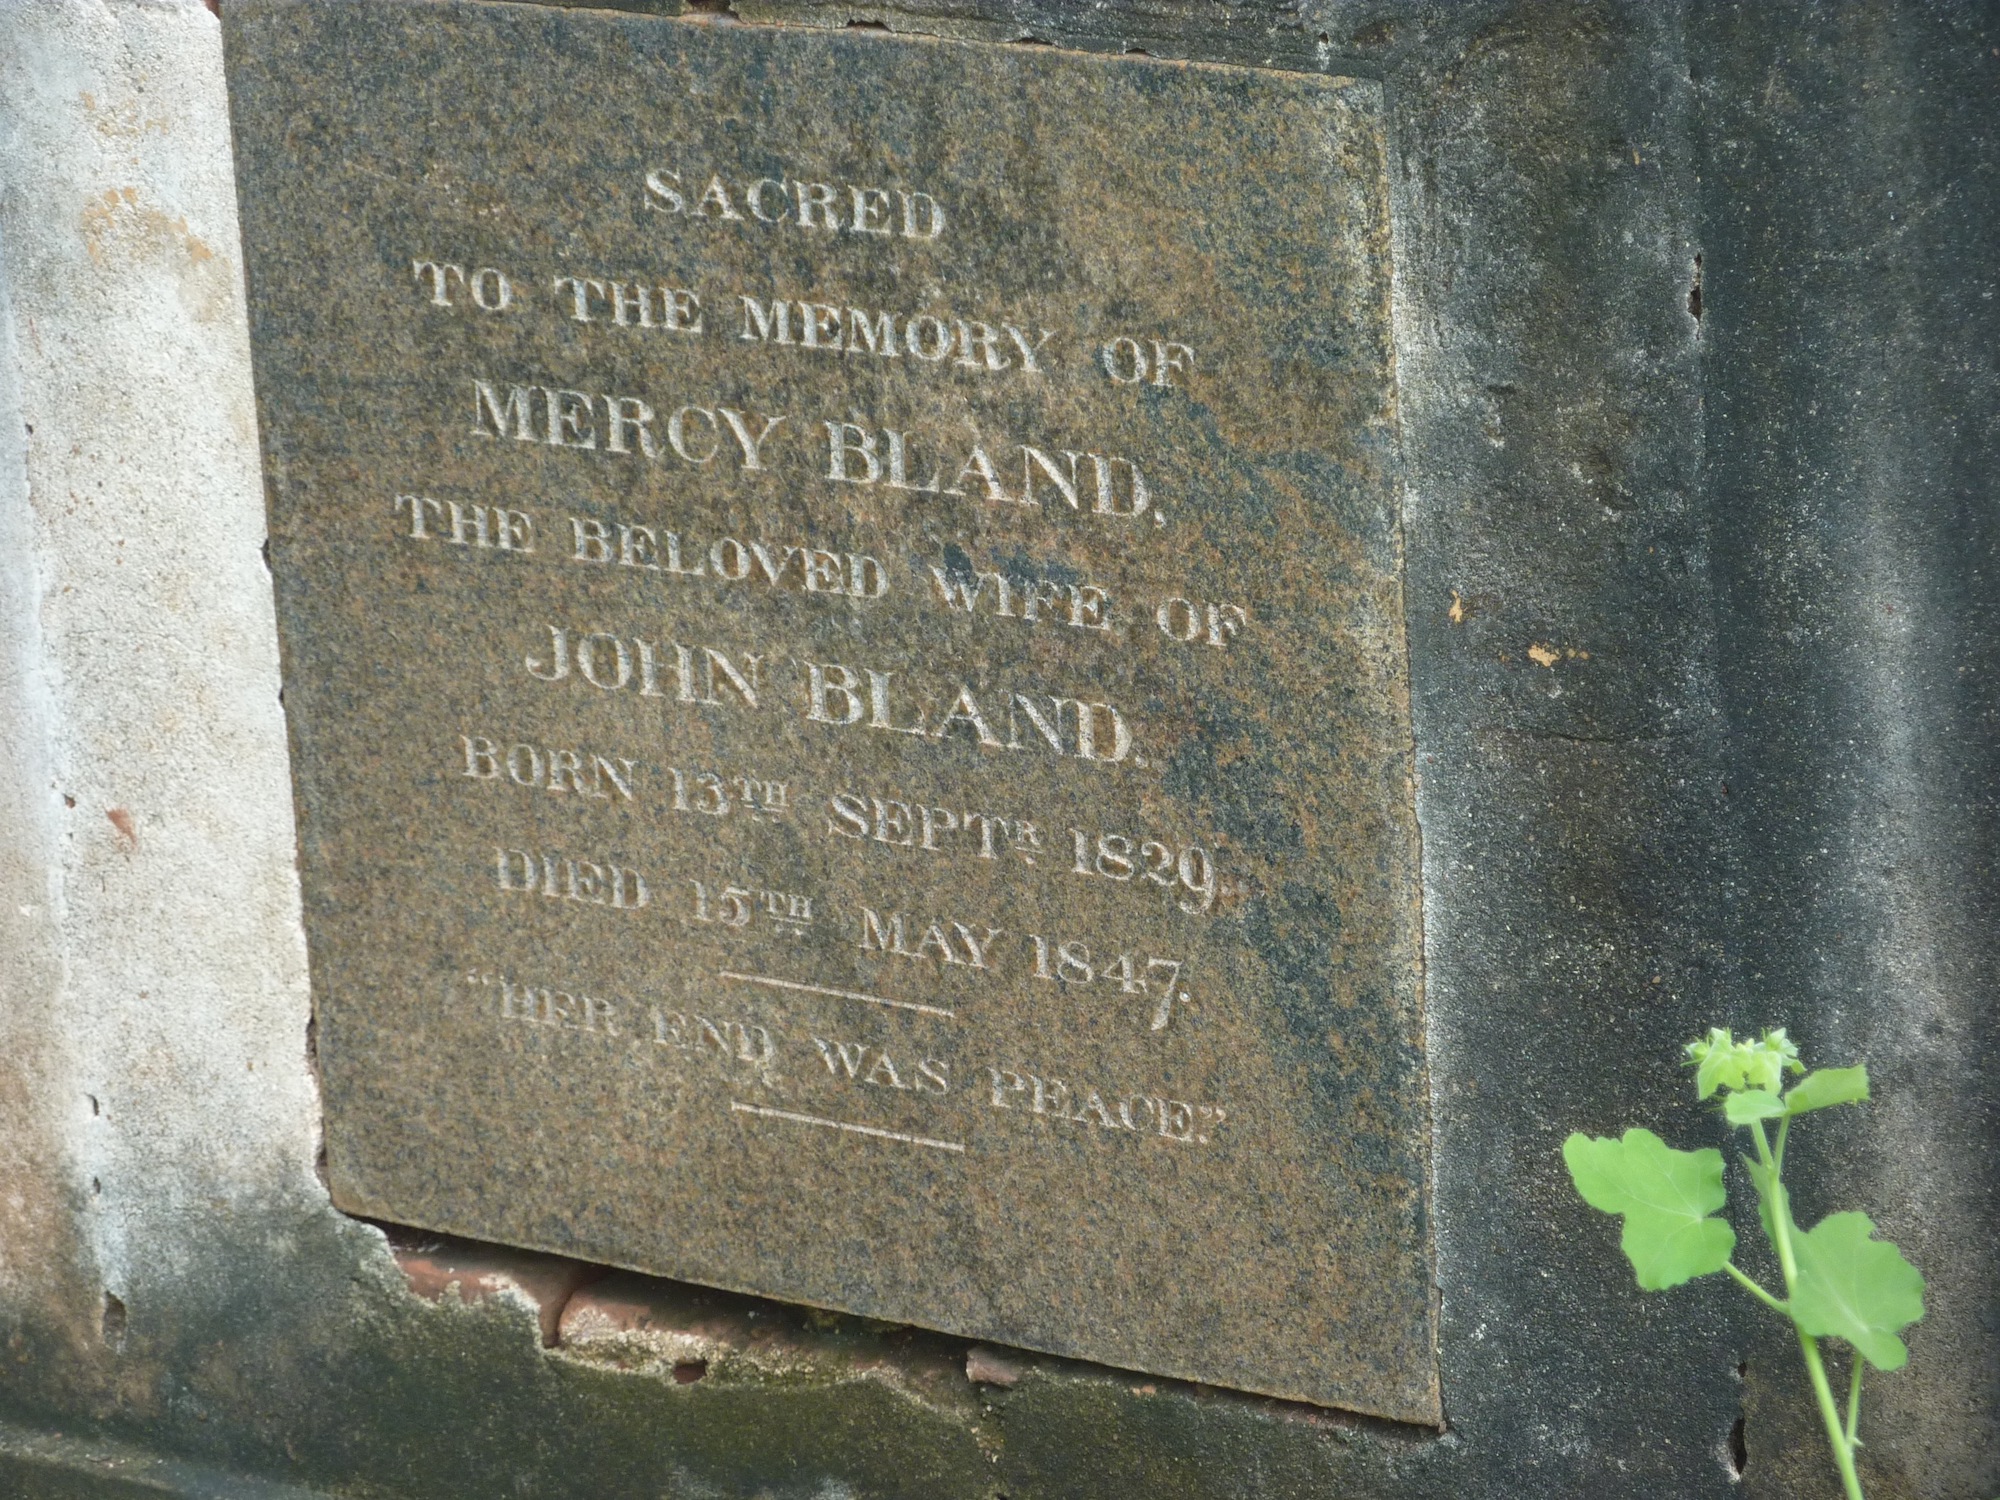 SACRED
TO THE MEMORY OF
MERCY BLAND,
THE BELOVED WIFE OF
JOHN BLAND.
BORN 13TH SEPTR 1829
DIED 15TH MAY 1847.
"HER END WAS PEACE."